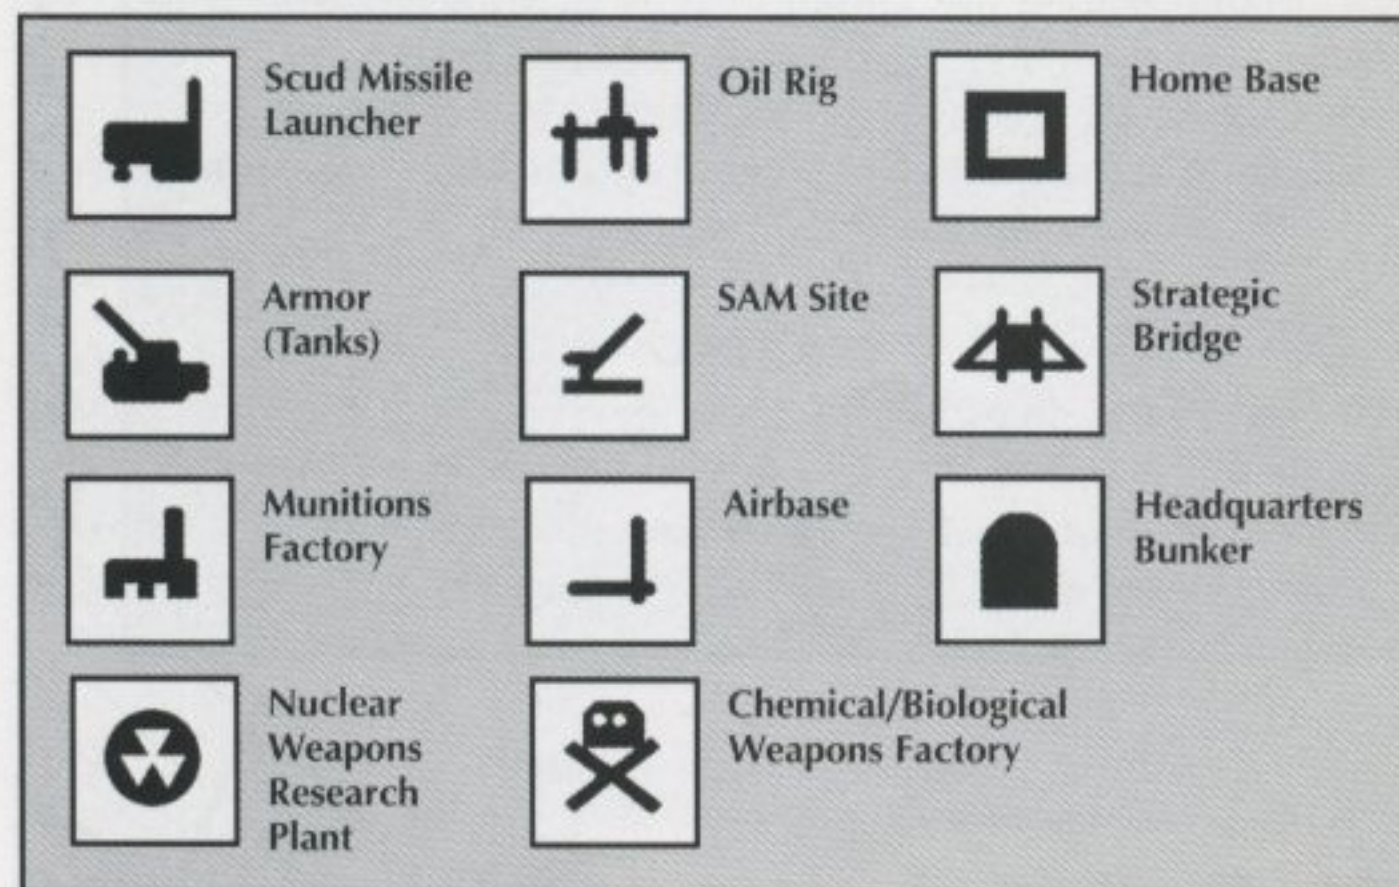 Scud Missile
Launcher
Oil Rig
Home Base
Armor
(Tanks)
SAM Site
Strategic
Bridge
Munitions
Factory
Airbase
Headquarters
Bunker
Nuclear
Weapons
Research
Plant
Chemical/Biological
Weapons Factory